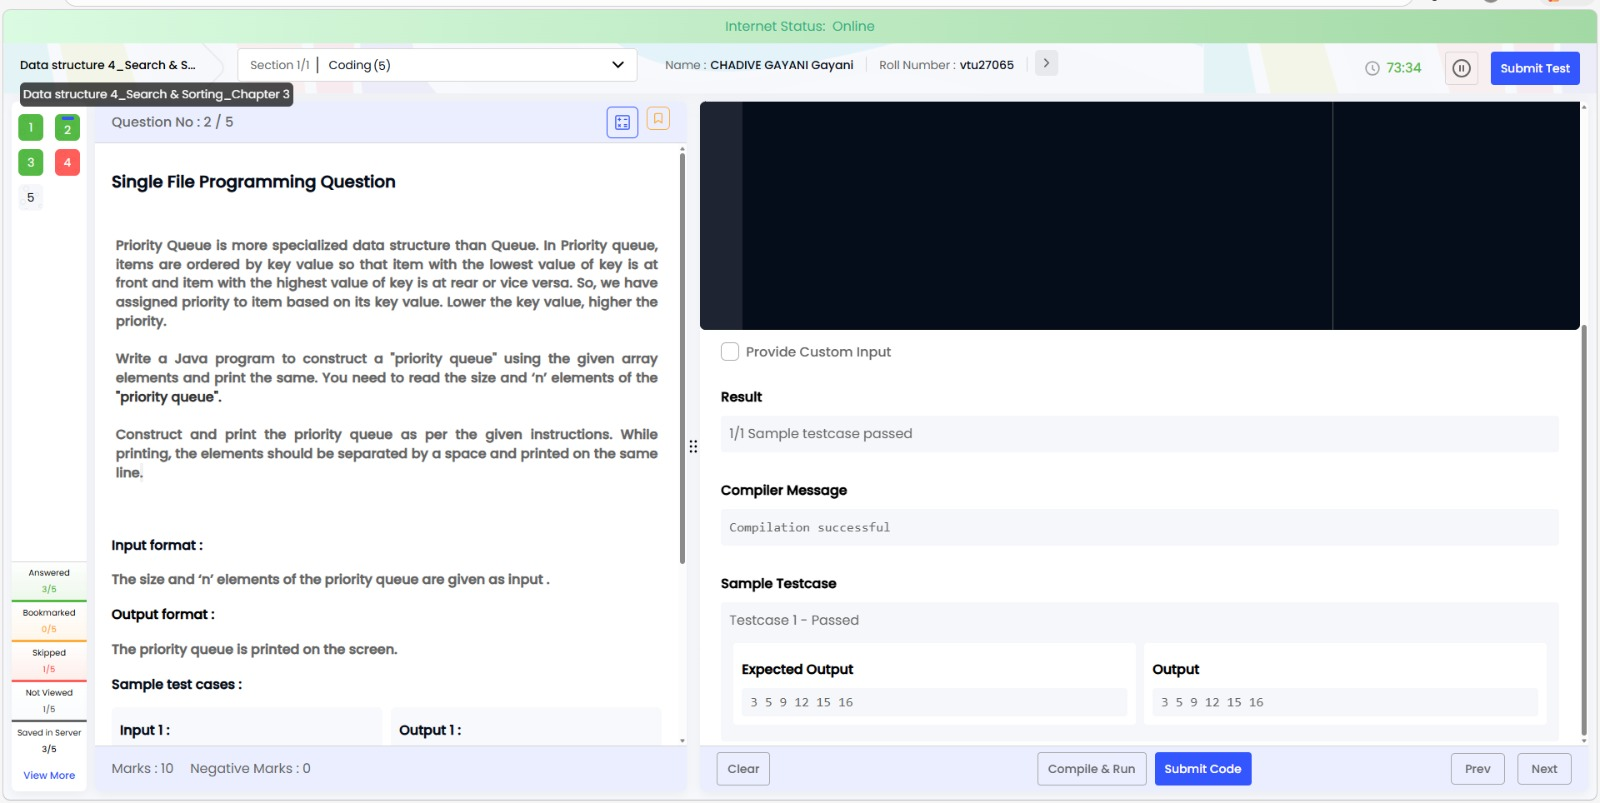 Internet Status: Online
Data structure 4_Search & S...
Section 1/1 | Coding (5)
Name : CHADIVE GAYANI Gayani
Roll Number : vtu27065
73:34
Submit Test
Data structure 4_Search & Sorting_Chapter 3
1
2
3
4
5
Answered
3/5
Bookmarked
0/5
Skipped
1/5
Not Viewed
1/5
Saved in Server
3/5
View More
Question No : 2 / 5
Single File Programming Question
Priority Queue is more specialized data structure than Queue. In Priority queue,
items are ordered by key value so that item with the lowest value of key is at
front and item with the highest value of key is at rear or vice versa. So, we have
assigned priority to item based on its key value. Lower the key value, higher the
priority.
Write a Java program to construct a "priority queue" using the given array
elements and print the same. You need to read the size and ‘n’ elements of the
"priority queue".
Construct and print the priority queue as per the given instructions. While
printing, the elements should be separated by a space and printed on the same
line.
Input format :
The size and ‘n’ elements of the priority queue are given as input .
Output format :
The priority queue is printed on the screen.
Sample test cases :
Input 1 :
Output 1 :
Marks : 10
Negative Marks : 0
Provide Custom Input
Result
1/1 Sample testcase passed
Compiler Message
Compilation successful
Sample Testcase
Testcase 1 - Passed
Expected Output
3 5 9 12 15 16
Output
3 5 9 12 15 16
Clear
Compile & Run
Submit Code
Prev
Next